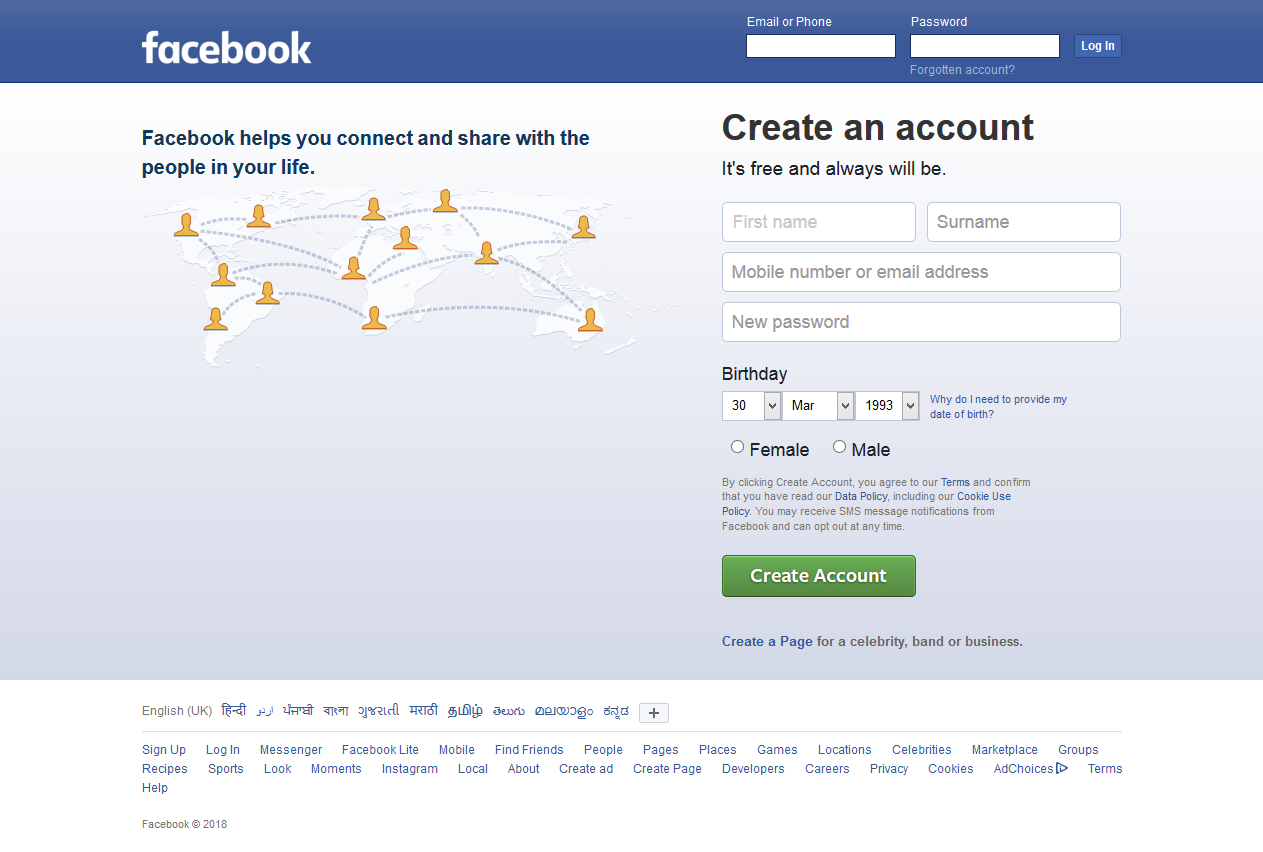 facebook
Email or Phone
Password
Log In
Forgotten account?
Facebook helps you connect and share with the
people in your life.
Create an account
It's free and always will be.
First name
Surname
Mobile number or email address
New password
Birthday
30 Mar 1993
Why do I need to provide my
date of birth?
Female Male
By clicking Create Account, you agree to our Terms and confirm
that you have read our Data Policy, including our Cookie Use
Policy. You may receive SMS message notifications from
Facebook and can opt out at any time.
Create Account
Create a Page for a celebrity, band or business.
English (UK) हिन्दी اردو ਪੰਜਾਬੀ বাংলা ગુજરાતી मराठी தமிழ் తెలుగు മലയാളം ಕನ್ನಡ +
Sign Up Log In Messenger Facebook Lite Mobile Find Friends People Pages Places Games Locations Celebrities Marketplace Groups
Recipes Sports Look Moments Instagram Local About Create ad Create Page Developers Careers Privacy Cookies AdChoices Terms
Help
Facebook © 2018